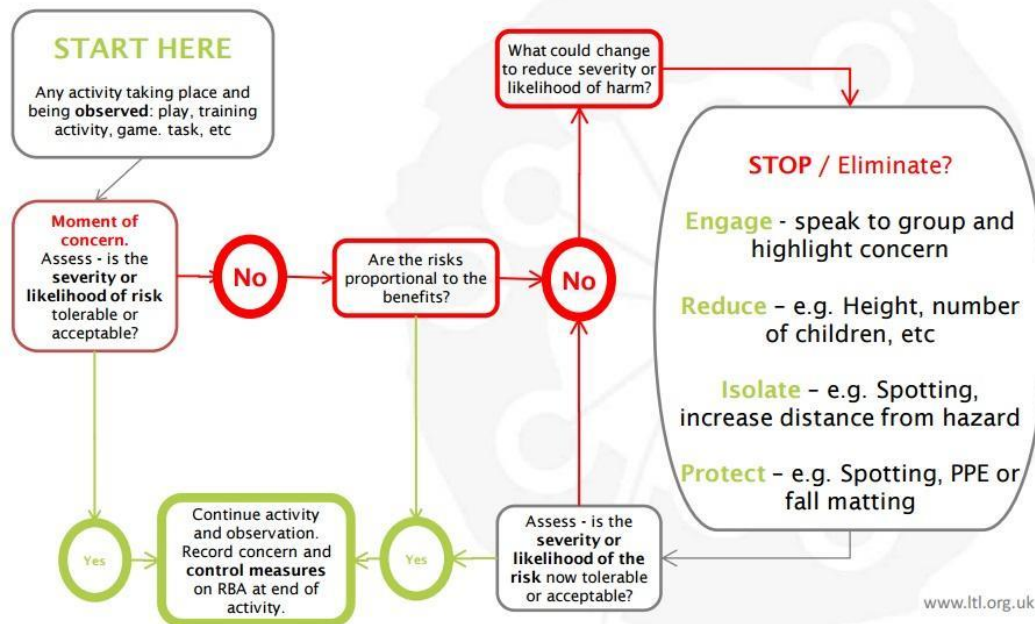 START HERE
Any activity taking place and
being observed: play, training
activity, game. task, etc
Moment of
concern.
Assess - is the
severity or
likelihood of risk
tolerable or
acceptable?
No
Are the risks
proportional to the
benefits?
No
What could change
to reduce severity or
likelihood of harm?
STOP / Eliminate?
Engage - speak to group and
highlight concern
Reduce – e.g. Height, number
of children, etc
Isolate – e.g. Spotting,
increase distance from hazard
Protect – e.g. Spotting, PPE or
fall matting
Assess - is the
severity or
likelihood of the
risk now tolerable
or acceptable?
Yes
Continue activity
and observation.
Record concern and
control measures
on RBA at end of
activity.
Yes
www.ltl.org.uk